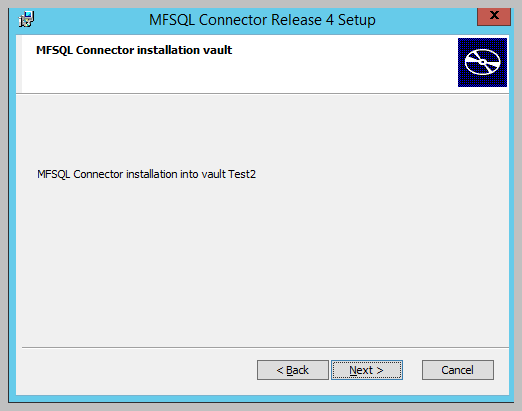 MFSQL Connector Release 4 Setup
x
MFSQL Connector installation vault
MFSQL Connector installation into vault Test2
< Back
Next >
Cancel